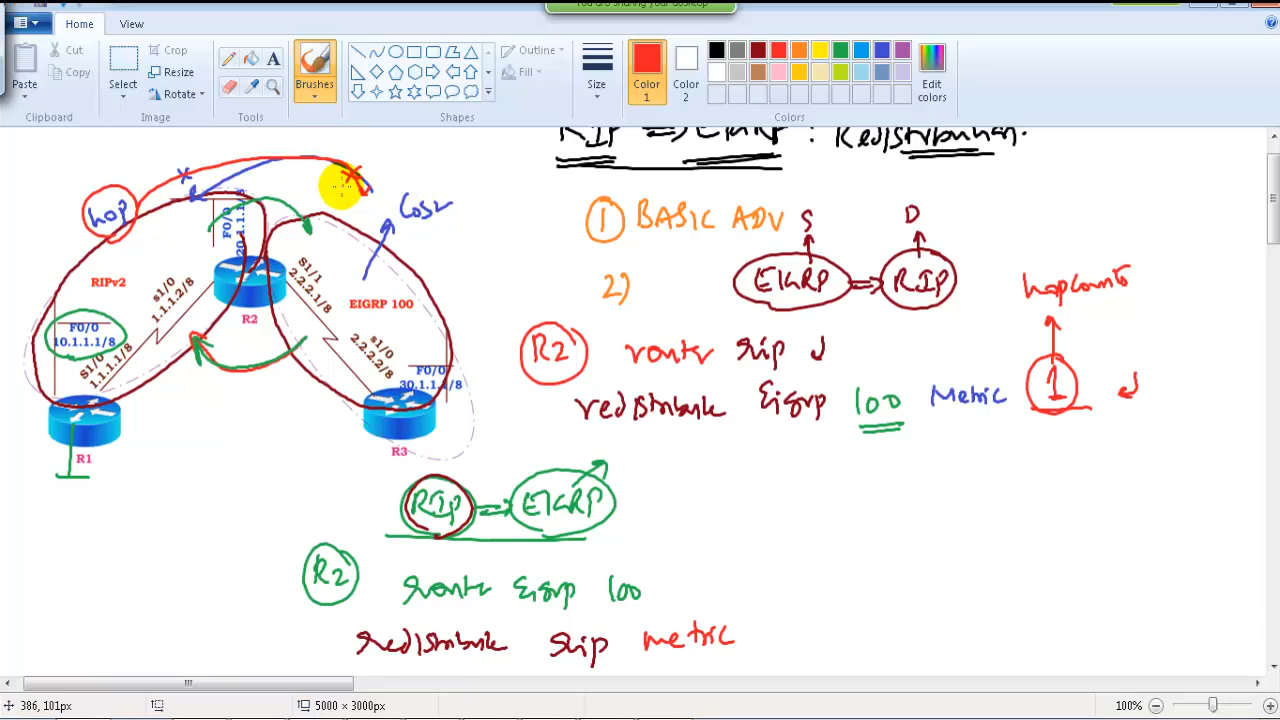 You are sharing your desktop
Home
View
Paste
Cut
Copy
Clipboard
Select
Crop
Resize
Rotate
Image
A
Tools
Brushes
Outline
Fill
Shapes
Size
Color 1
Color 2
Edit colors
Colors
RIP => EIGRP : Redistribution.
hop
Cost
F0/0
20.1.1.1/8
RIPv2
s1/0
1.1.1.2/8
S1/1
2.2.2.1/8
EIGRP 100
R2
F0/0
10.1.1.1/8
S1/0
1.1.1.1/8
s1/0
2.2.2.2/8
F0/0
30.1.1.1/8
R1
R3
1) BASIC ADV
S
D
2)
EIGRP => RIP
hopcounts
R2
router rip
redistribute Eigrp 100 Metric 1
RIP => EIGRP
R2
router Eigrp 100
redistribute rip metric
386, 101px
5000 × 3000px
100%